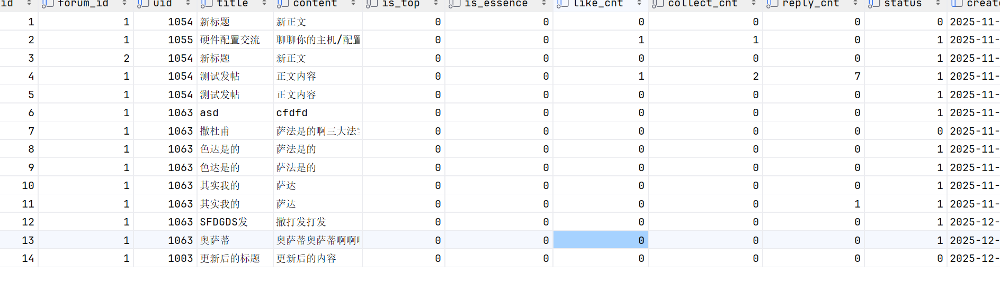 id forum_id uid title content is_top is_essence like_cnt collect_cnt reply_cnt status
1 1 1054 新标题 新正文 0 0 0 0 0 0 2025-11-
2 1 1055 硬件配置交流 聊聊你的主机/配置 0 0 1 1 0 1 2025-11-
3 2 1054 新标题 新正文 0 0 0 0 0 1 2025-11-
4 1 1054 测试发帖 正文内容 0 0 1 2 7 1 2025-11-
5 1 1054 测试发帖 正文内容 0 0 0 0 0 1 2025-11-
6 1 1063 asd cfdfd 0 0 0 0 0 1 2025-11-
7 1 1063 撒杜甫 萨法是的啊三大法 0 0 0 0 0 0 2025-11-
8 1 1063 色达是的 萨法是的 0 0 0 0 0 1 2025-11-
9 1 1063 色达是的 萨法是的 0 0 0 0 0 1 2025-11-
10 1 1063 其实我的 萨达 0 0 0 0 0 1 2025-11-
11 1 1063 其实我的 萨达 0 0 0 0 1 1 2025-11-
12 1 1063 SFDGDS发 撒打发打发 0 0 0 0 0 1 2025-12-
13 1 1063 奥萨蒂 奥萨蒂奥萨蒂啊啊 0 0 0 0 0 1 2025-12-
14 1 1003 更新后的标题 更新后的内容 0 0 0 0 0 0 2025-12-